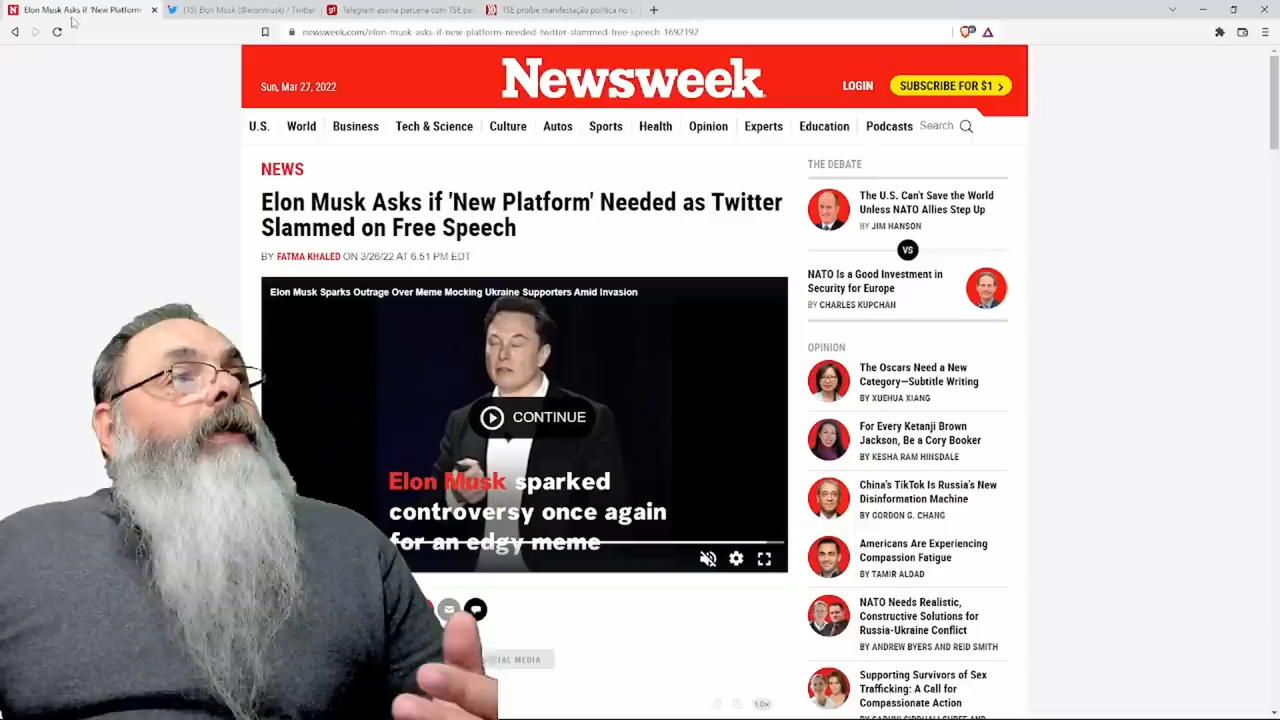 Elon Musk Asks if 'New Platform'
(15) Elon Musk (@elonmusk) / Twitter
Telegram assina parceria com TSE pa
TSE proíbe manifestação política no L
newsweek.com/elon-musk-asks-if-new-platform-needed-twitter-slammed-free-speech-1692192
Sun, Mar 27, 2022
Newsweek
LOGIN
SUBSCRIBE FOR $1 >
U.S. World Business Tech & Science Culture Autos Sports Health Opinion Experts Education Podcasts Search
NEWS
Elon Musk Asks if 'New Platform' Needed as Twitter
Slammed on Free Speech
BY FATMA KHALED ON 3/26/22 AT 6:51 PM EDT
Elon Musk Sparks Outrage Over Meme Mocking Ukraine Supporters Amid Invasion
CONTINUE
Elon Musk sparked
controversy once again
for an edgy meme
MEDIA
1.0x
THE DEBATE
The U.S. Can't Save the World
Unless NATO Allies Step Up
BY JIM HANSON
VS
NATO Is a Good Investment in
Security for Europe
BY CHARLES KUPCHAN
OPINION
The Oscars Need a New
Category—Subtitle Writing
BY XUEHUA XIANG
For Every Ketanji Brown
Jackson, Be a Cory Booker
BY KESHA RAM HINSDALE
China's TikTok Is Russia's New
Disinformation Machine
BY GORDON G. CHANG
Americans Are Experiencing
Compassion Fatigue
BY TAMIR ALDAD
NATO Needs Realistic,
Constructive Solutions for
Russia-Ukraine Conflict
BY ANDREW BYERS AND REID SMITH
Supporting Survivors of Sex
Trafficking: A Call for
Compassionate Action